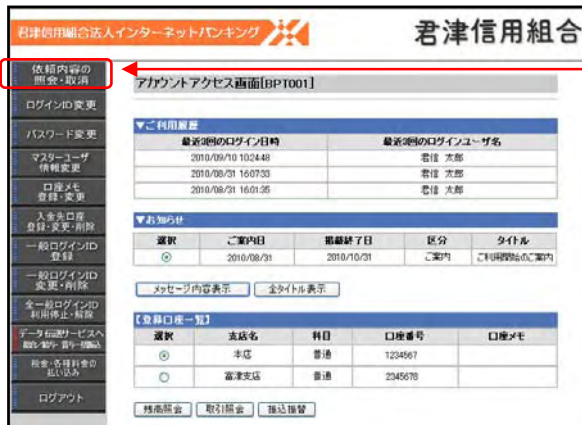 君津信用組合法人インターネットバンキング
君津信用組合
依頼内容の
照会・取消
ログインID変更
パスワード変更
マスターユーザ
情報変更
口座メモ
登録・変更
入金先口座
登録・変更・削除
一般ログインID
登録
一般ログインID
変更・削除
全一般ログインID
利用停止・解除
データ伝送サービスへ
税金・各種料金の
払い込み
ログアウト
アカウントアクセス画面[BPT001]
▼ご利用履歴
最近3回のログイン日時 最近3回のログインユーザ名
2010/09/10 10:24:48 君信 太郎
2010/08/31 16:07:33 君信 太郎
2010/08/31 16:01:35 君信 太郎
▼お知らせ
選択 ご案内日 掲載終了日 区分 タイトル
2010/08/31 2010/10/31 ご案内 ご利用開始のご案内
メッセージ内容表示 全タイトル表示
【登録口座一覧】
選択 支店名 科目 口座番号 口座メモ
本店 普通 1234567
富津支店 普通 2345678
残高照会 取引照会 振込振替